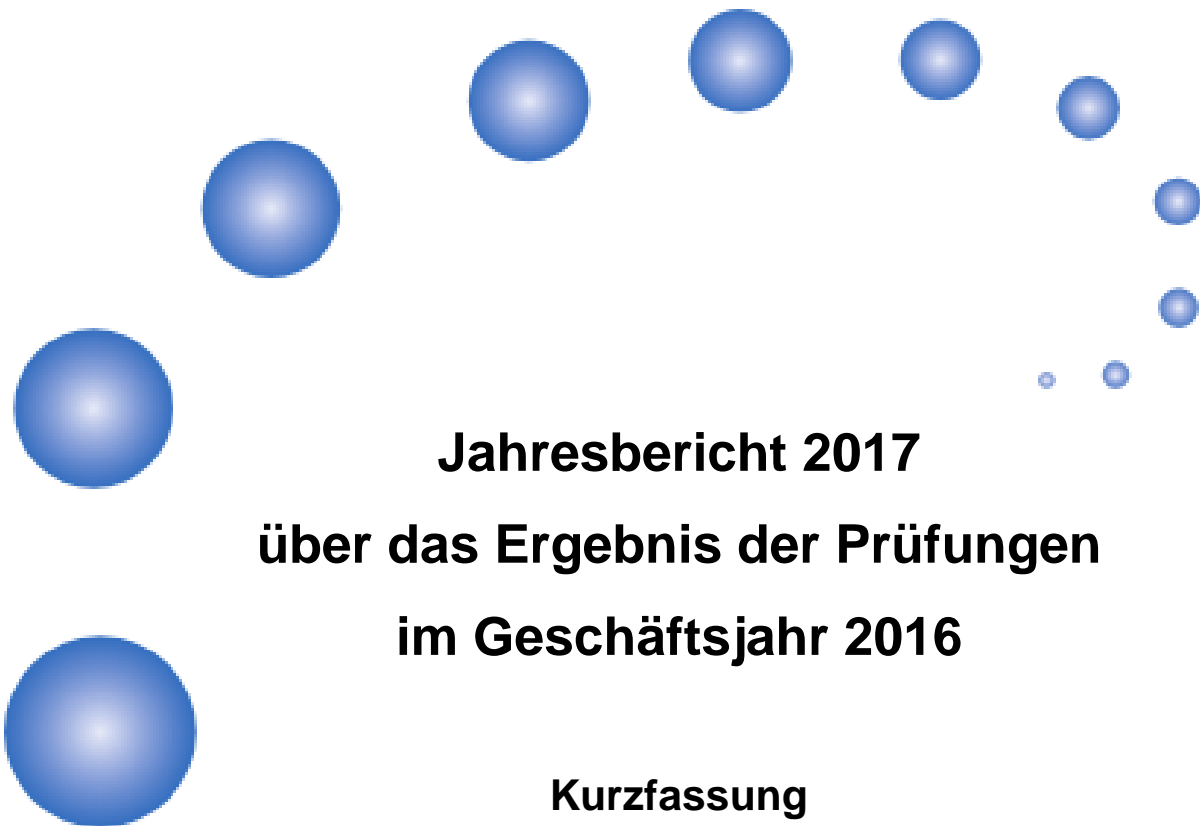 Jahresbericht 2017
über das Ergebnis der Prüfungen
im Geschäftsjahr 2016
Kurzfassung